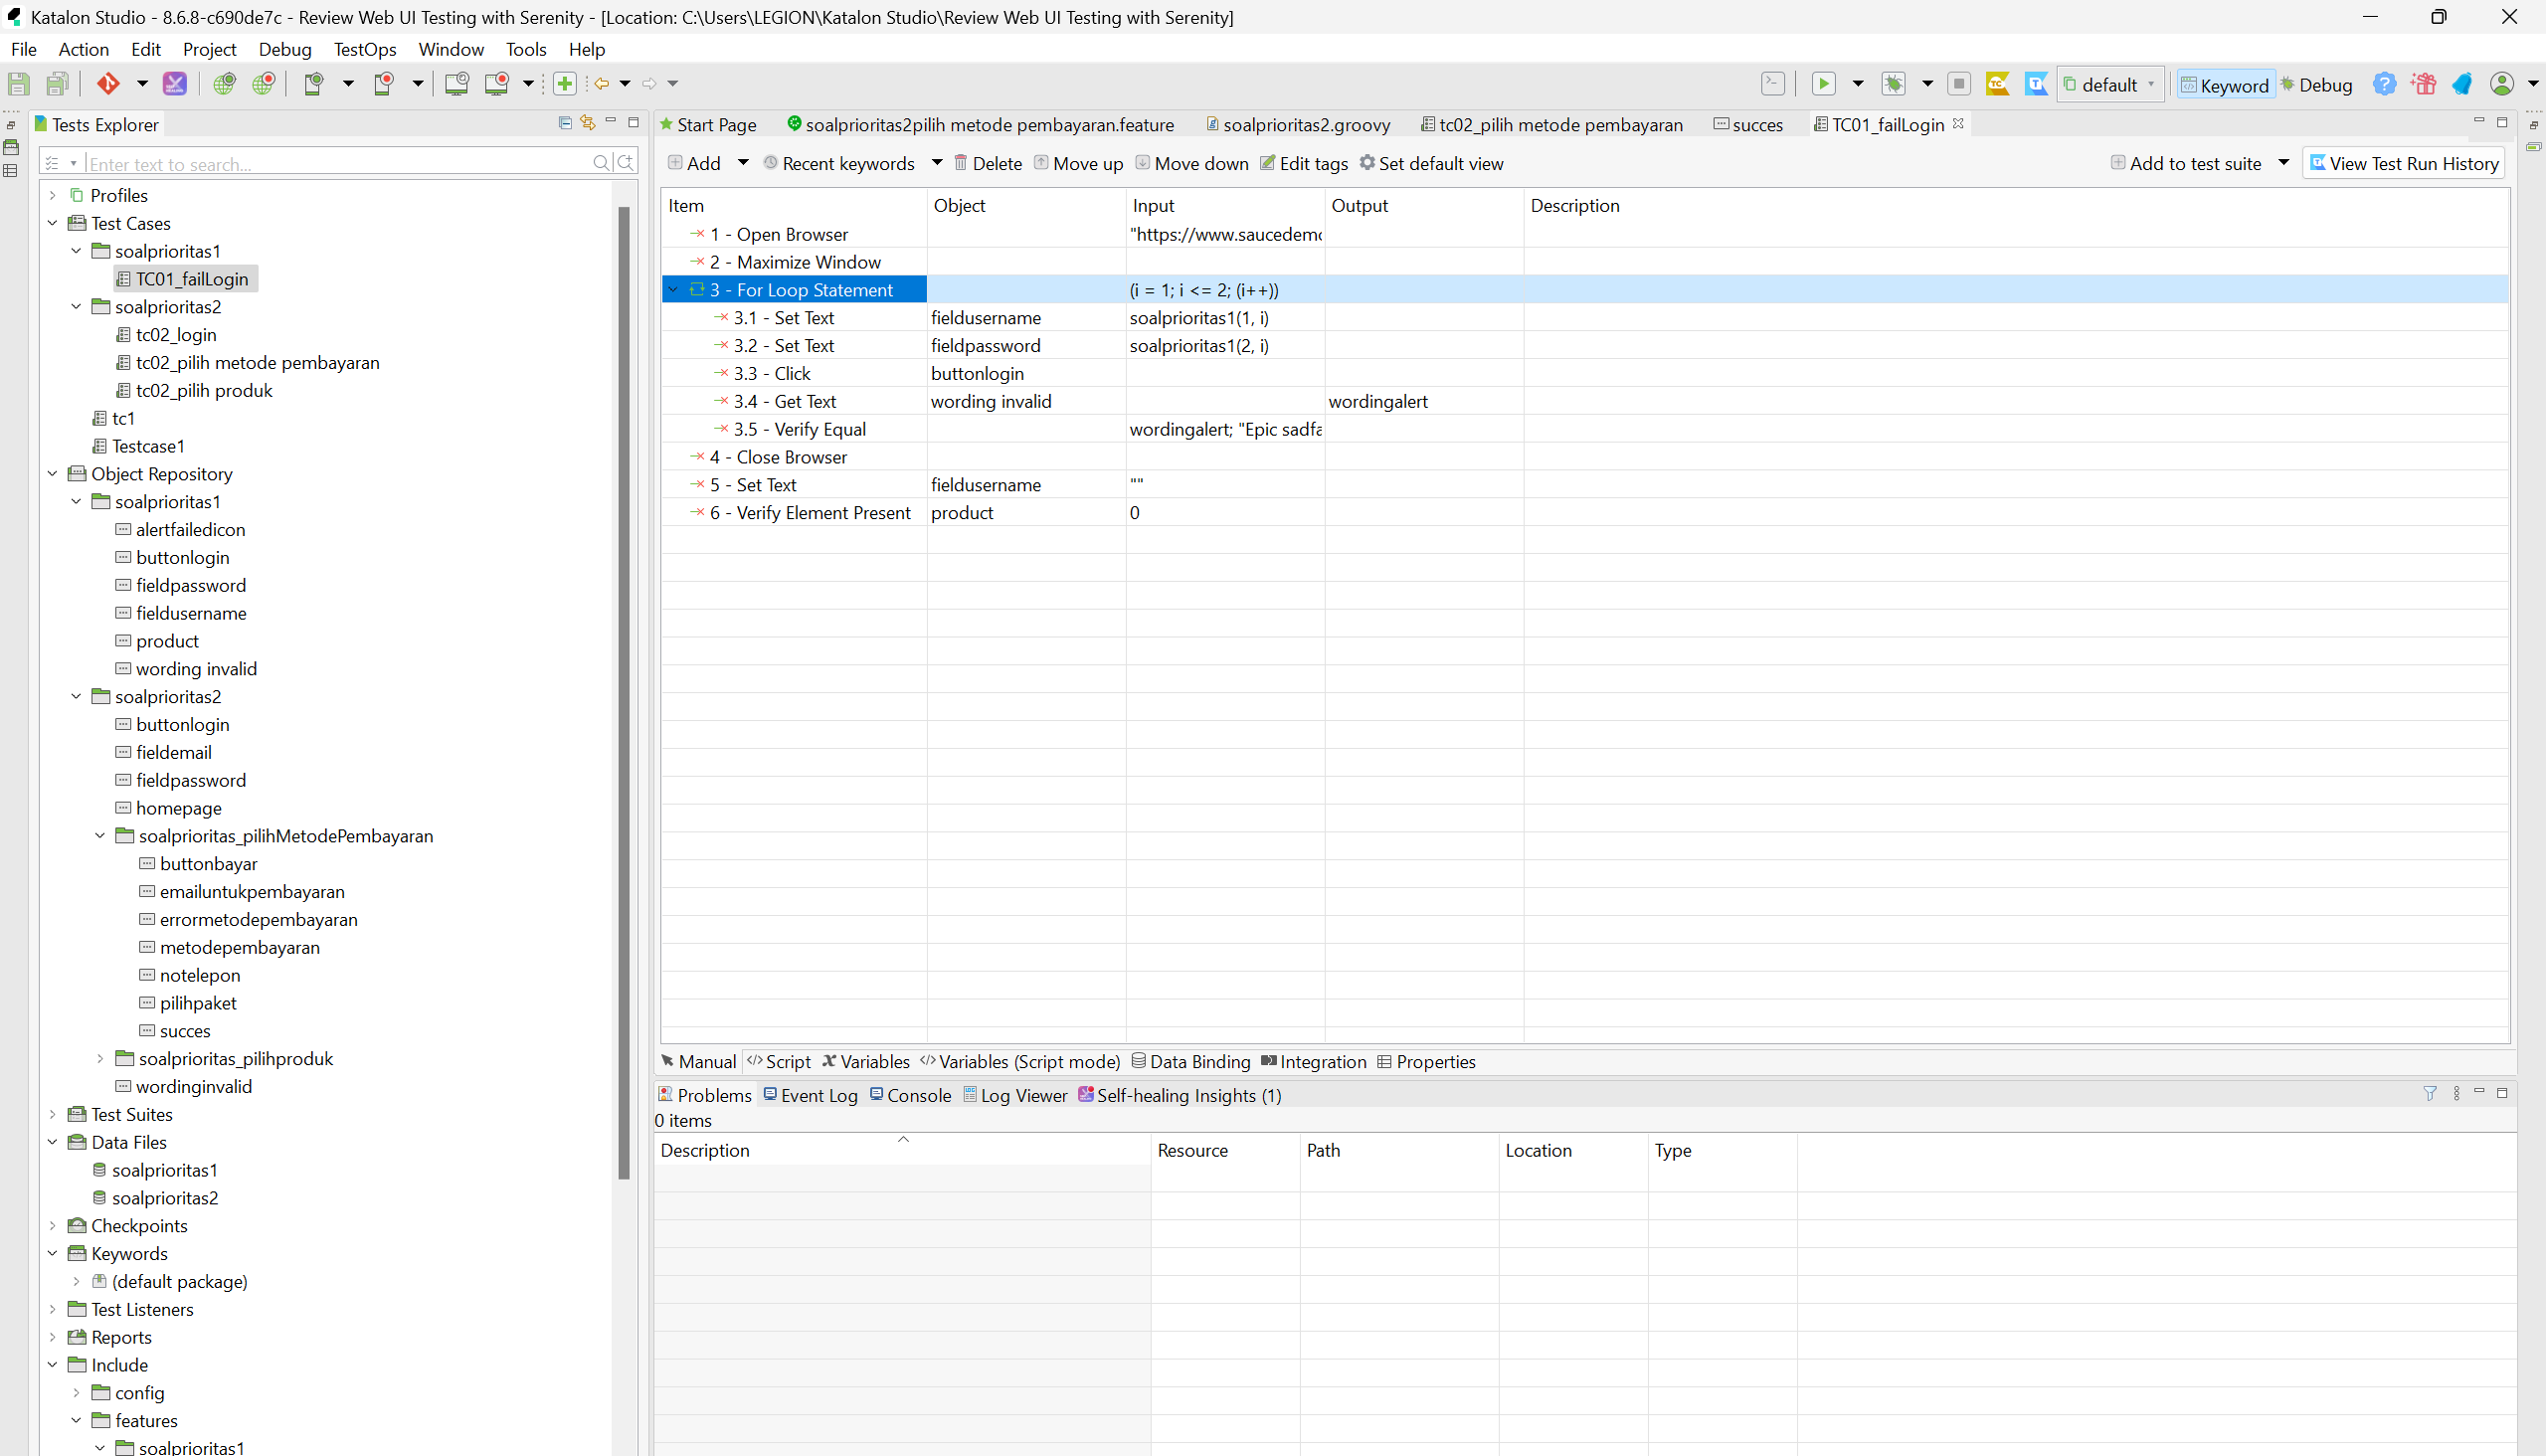 Katalon Studio - 8.6.8-c690de7c - Review Web UI Testing with Serenity - [Location: C:\Users\LEGION\Katalon Studio\Review Web UI Testing with Serenity]
File Action Edit Project Debug TestOps Window Tools Help
default Keyword Debug
Tests Explorer
Enter text to search...
Profiles
Test Cases
soalprioritas1
TC01_failLogin
soalprioritas2
tc02_login
tc02_pilih metode pembayaran
tc02_pilih produk
tc1
Testcase1
Object Repository
soalprioritas1
alertfailedicon
buttonlogin
fieldpassword
fieldusername
product
wording invalid
soalprioritas2
buttonlogin
fieldemail
fieldpassword
homepage
soalprioritas_pilihMetodePembayaran
buttonbayar
emailuntukpembayaran
errormetodepembayaran
metodepembayaran
notelepon
pilihpaket
succes
soalprioritas_pilihproduk
wordinginvalid
Test Suites
Data Files
soalprioritas1
soalprioritas2
Checkpoints
Keywords
(default package)
Test Listeners
Reports
Include
config
features
soalprioritas1
Start Page soalprioritas2pilih metode pembayaran.feature soalprioritas2.groovy tc02_pilih metode pembayaran succes TC01_failLogin
Add Recent keywords Delete Move up Move down Edit tags Set default view Add to test suite View Test Run History
Item Object Input Output Description
1 - Open Browser "https://www.saucedem
2 - Maximize Window
3 - For Loop Statement (i = 1; i <= 2; (i++))
3.1 - Set Text fieldusername soalprioritas1(1, i)
3.2 - Set Text fieldpassword soalprioritas1(2, i)
3.3 - Click buttonlogin
3.4 - Get Text wording invalid wordingalert
3.5 - Verify Equal wordingalert; "Epic sadfa
4 - Close Browser
5 - Set Text fieldusername ""
6 - Verify Element Present product 0
Manual Script Variables Variables (Script mode) Data Binding Integration Properties
Problems Event Log Console Log Viewer Self-healing Insights (1)
0 items
Description Resource Path Location Type